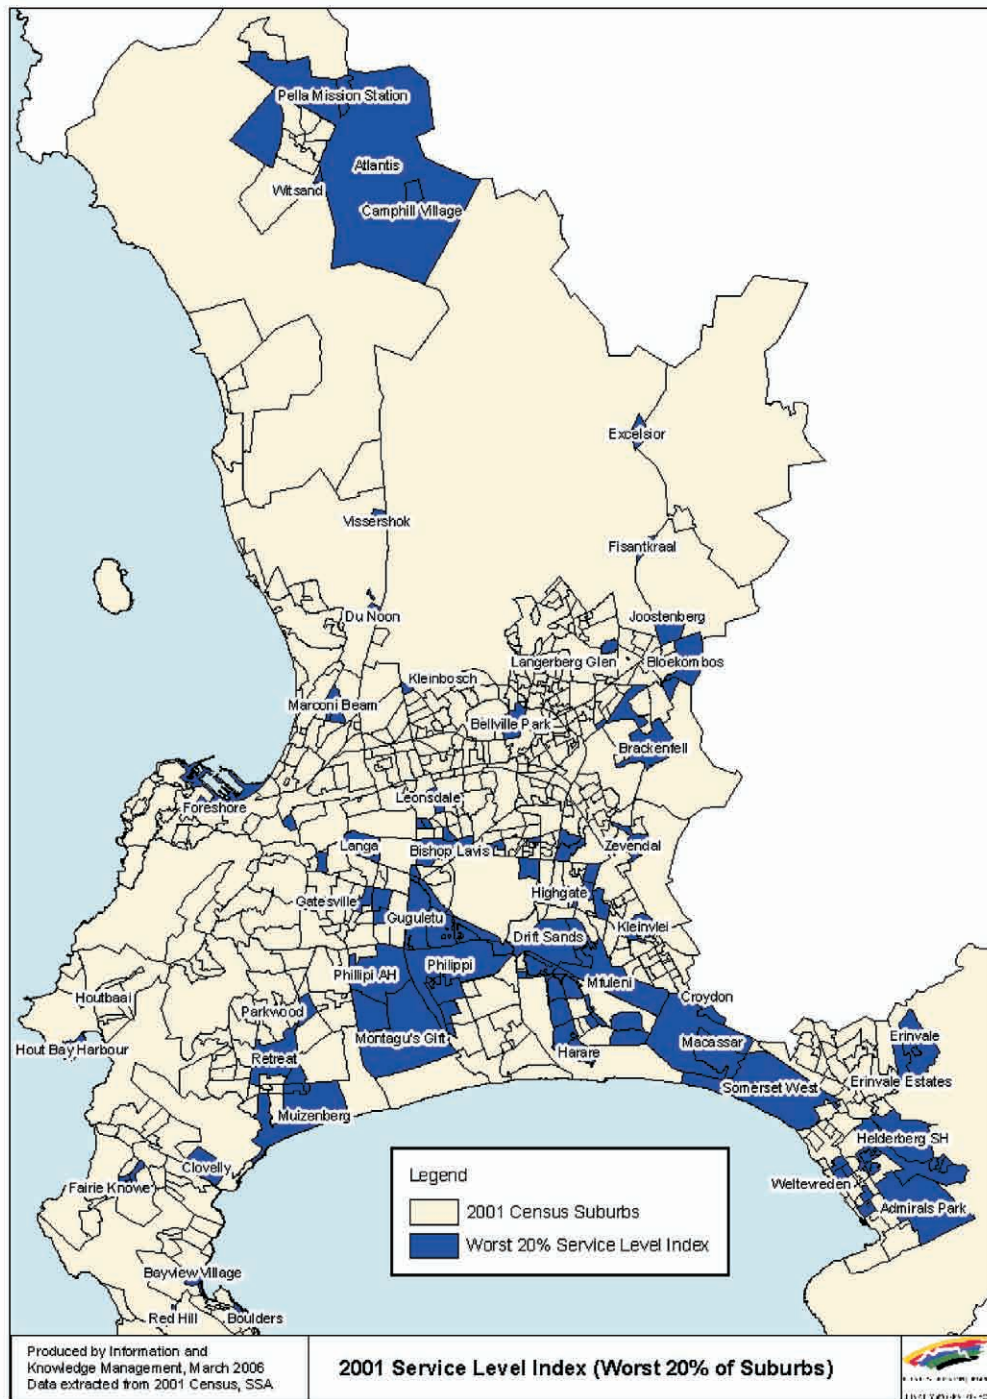 Pella Mission Station
Atlantis
Witsand
Camphill Village
Excelsior
Vissershok
Fisantkraal
Du Noon
Joostenberg
Langerberg Glen
Bloekombos
Kleinbosch
Marconi Beam
Bellville Park
Brackenfell
Leonsdale
Foreshore
Langa
Bishop Lavis
Zevendal
Highgate
Gatesville
Guguletu
Kleinvlei
Drift Sands
Philippi
Phillipi AH
Mfuleni
Houtbaai
Parkwood
Croydon
Montagu's Gift
Macassar
Erinvale
Hout Bay Harbour
Retreat
Harare
Somerset West
Erinvale Estates
Muizenberg
Helderberg SH
Clovelly
Fairie Knowe
Weltevreden
Admirals Park
Legend
2001 Census Suburbs
Worst 20% Service Level Index
Bayview Village
Red Hill
Boulders
Produced by Information and
Knowledge Management, March 2006
Data extracted from 2001 Census, SSA
2001 Service Level Index (Worst 20% of Suburbs)